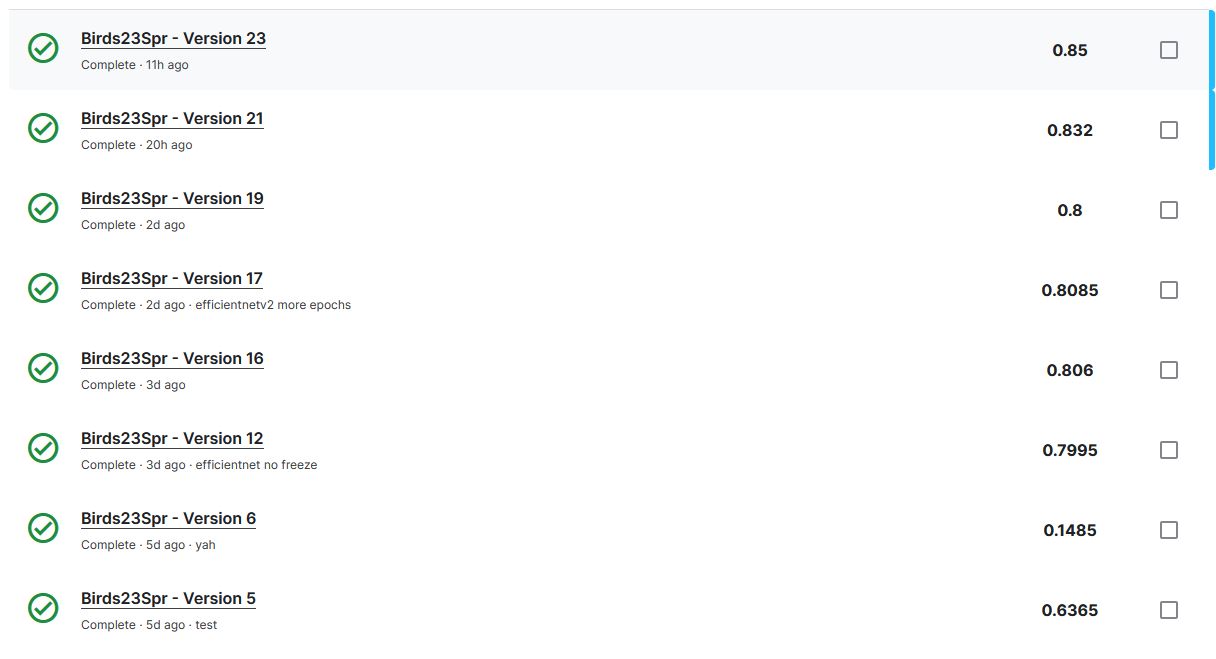 Birds23Spr - Version 23
0.85
Complete · 11h ago
Birds23Spr - Version 21
0.832
Complete · 20h ago
Birds23Spr - Version 19
0.8
Complete · 2d ago
Birds23Spr - Version 17
0.8085
Complete · 2d ago · efficientnetv2 more epochs
Birds23Spr - Version 16
0.806
Complete · 3d ago
Birds23Spr - Version 12
0.7995
Complete · 3d ago · efficientnet no freeze
Birds23Spr - Version 6
0.1485
Complete · 5d ago · yah
Birds23Spr - Version 5
0.6365
Complete · 5d ago · test